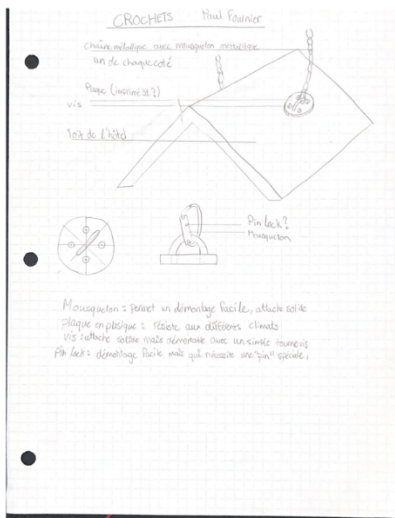 CROCHETS Paul Fournier
chaîne métallique avec mousqueton métallique
un de chaque coté
Plaque (imprimé 3D?)
vis
Toit de l'hôtel
Pin lock?
Mousqueton
Mousqueton : Permet un démontage facile, attache solide
Plaque en plasique : résiste aux différents climats
vis : attache solide mais démontable avec un simple tournevis
Pin lock : démontage facile mais qui nécessite une "pin" spéciale,